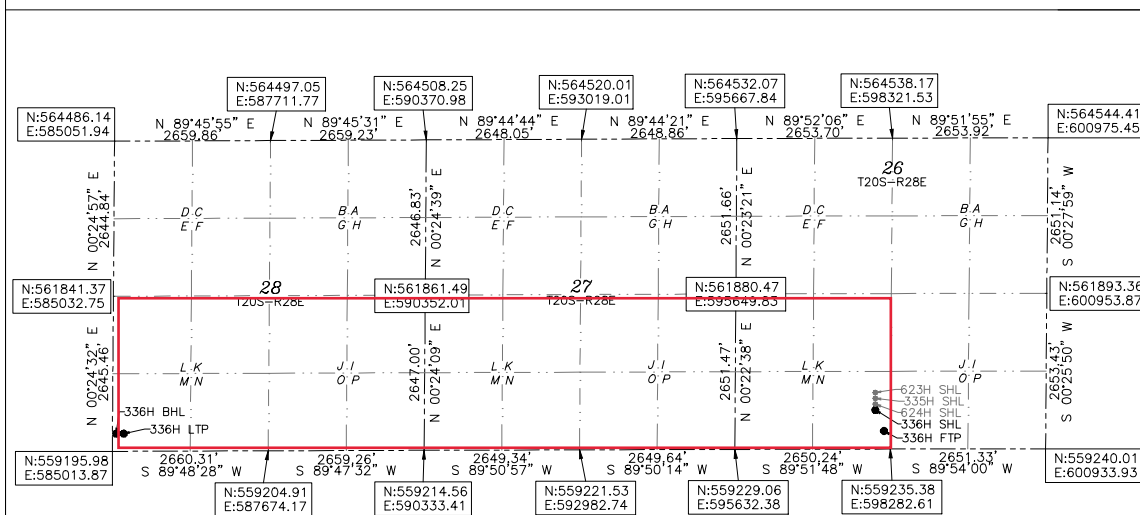 N:564497.05
E:587711.77
N:564508.25
E:590370.98
N:564520.01
E:593019.01
N:564532.07
E:595667.84
N:564538.17
E:598321.53
N:564486.14
E:585051.94
N 89°45'55" E
2659.86'
N 89°45'31" E
2659.23'
N 89°44'44" E
2648.05'
N 89°44'21" E
2648.86'
N 89°52'06" E
2653.70'
N 89°51'55" E
2653.92'
N:564544.41
E:600975.45
26
T20S-R28E
N 00°24'57" E
2644.84'
2646.83'
N 00°24'39" E
2651.66'
N 00°23'21" E
2651.14'
S 00°27'59" W
D C
E F
B A
G H
D C
E F
B A
G H
D C
E F
B A
G H
N:561841.37
E:585032.75
28
T20S-R28E
N:561861.49
E:590352.01
27
T20S-R28E
N:561880.47
E:595649.83
N:561893.36
E:600953.87
N 00°24'32" E
2645.46'
2647.00'
N 00°24'09" E
2651.47'
N 00°22'38" E
2653.43'
S 00°25'50" W
L K
M N
J I
O P
L K
M N
J I
O P
L K
M N
J I
O P
623H SHL
335H SHL
624H SHL
336H SHL
336H FTP
336H BHL
336H LTP
N:559195.98
E:585013.87
2660.31'
S 89°48'28" W
2659.26'
S 89°47'32" W
2649.34'
S 89°50'57" W
2649.64'
S 89°50'14" W
2650.24'
S 89°51'48" W
2651.33'
S 89°54'00" W
N:559240.01
E:600933.93
N:559204.91
E:587674.17
N:559214.56
E:590333.41
N:559221.53
E:592982.74
N:559229.06
E:595632.38
N:559235.38
E:598282.61